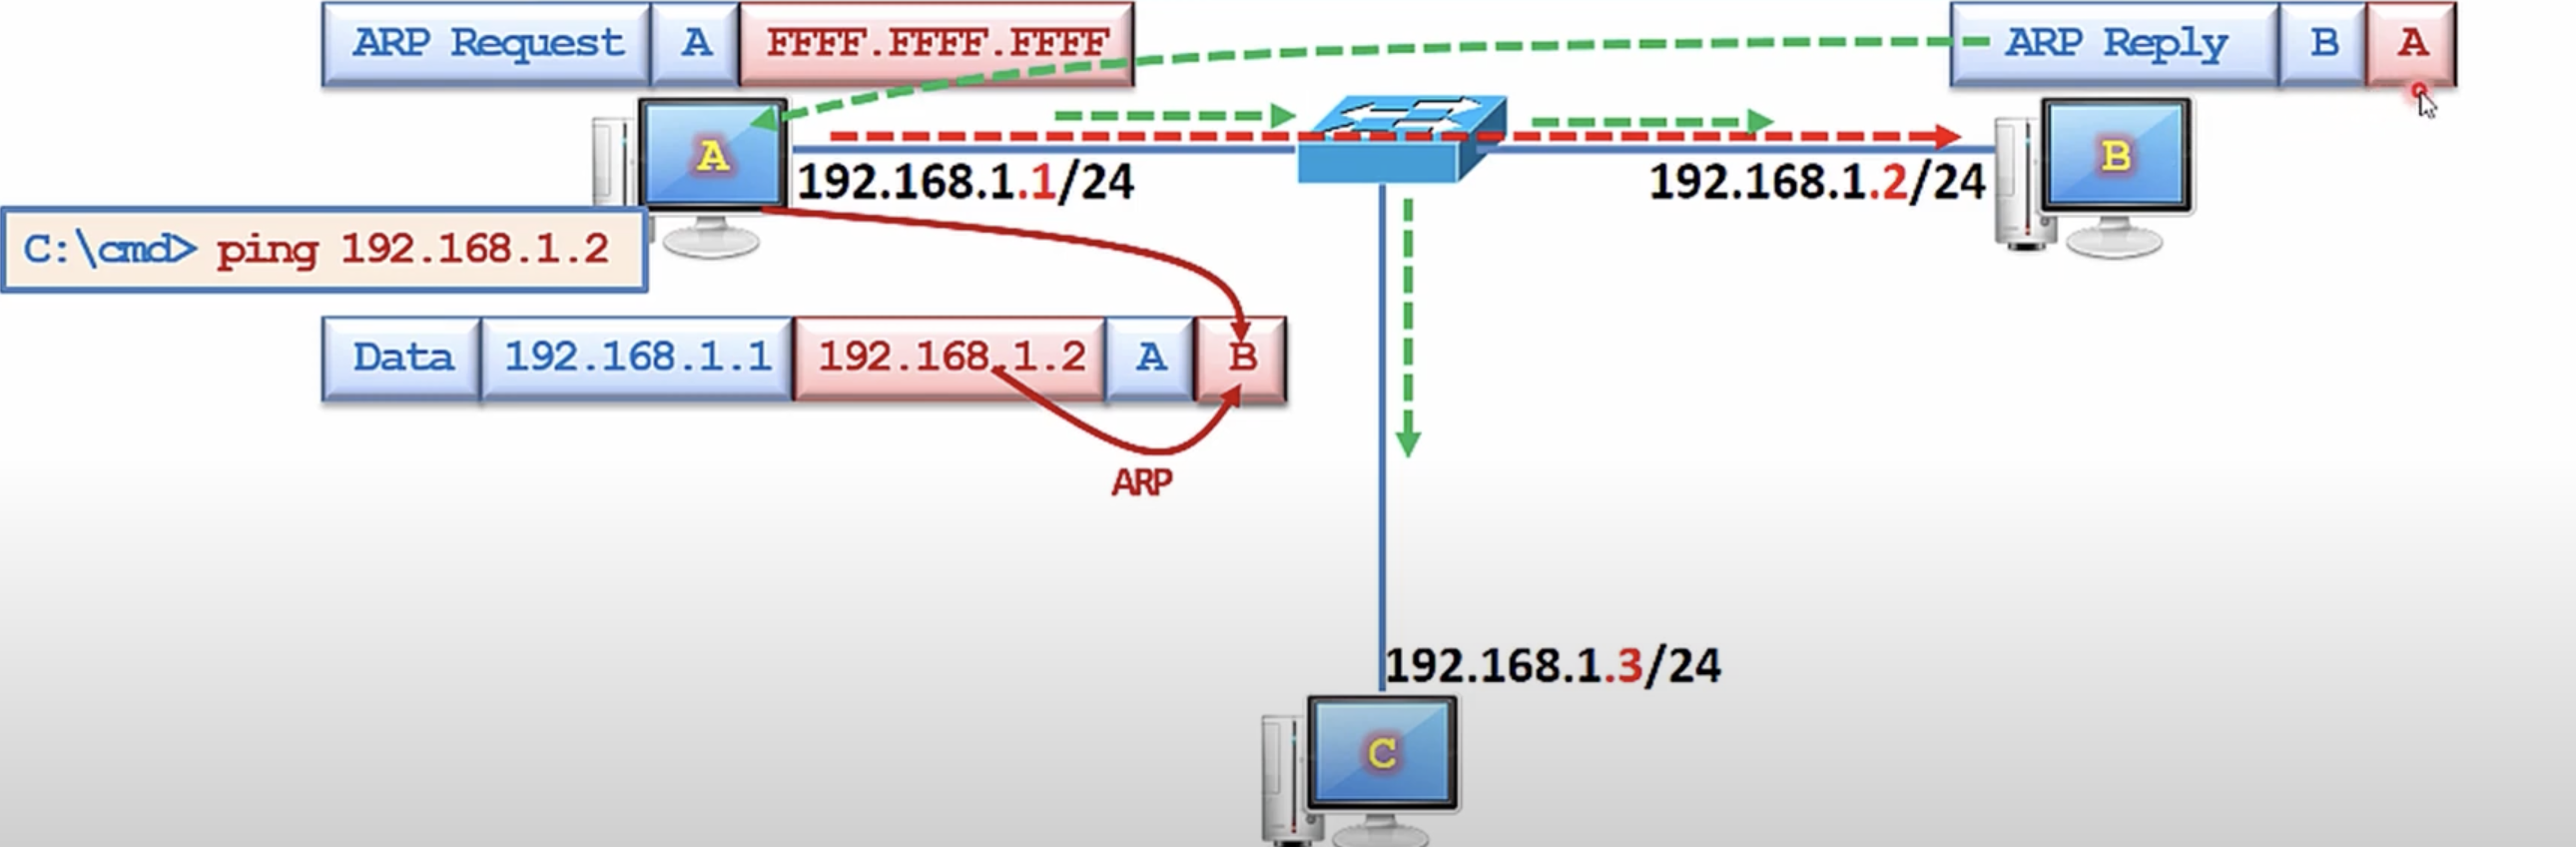 ARP Request A FFFF.FFFF.FFFF
ARP Reply B A
A
B
192.168.1.1/24
192.168.1.2/24
C:\cmd> ping 192.168.1.2
Data 192.168.1.1 192.168.1.2 A B
ARP
192.168.1.3/24
C